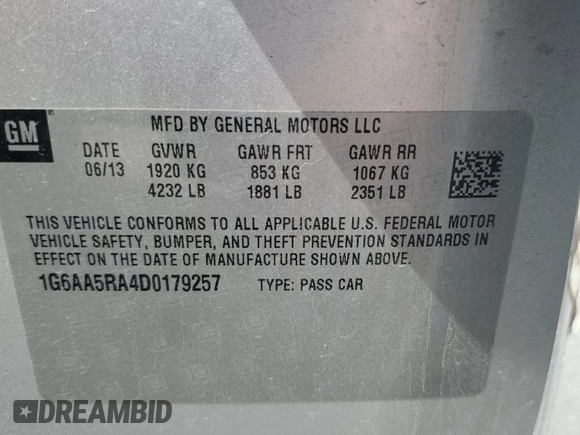 GM
MFD BY GENERAL MOTORS LLC
DATE GVWR GAWR FRT GAWR RR
06/13 1920 KG 853 KG 1067 KG
4232 LB 1881 LB 2351 LB
THIS VEHICLE CONFORMS TO ALL APPLICABLE U.S. FEDERAL MOTOR
VEHICLE SAFETY, BUMPER, AND THEFT PREVENTION STANDARDS IN
EFFECT ON THE DATE OF MANUFACTURE SHOWN ABOVE.
1G6AA5RA4D0179257 TYPE: PASS CAR
DREAMBID